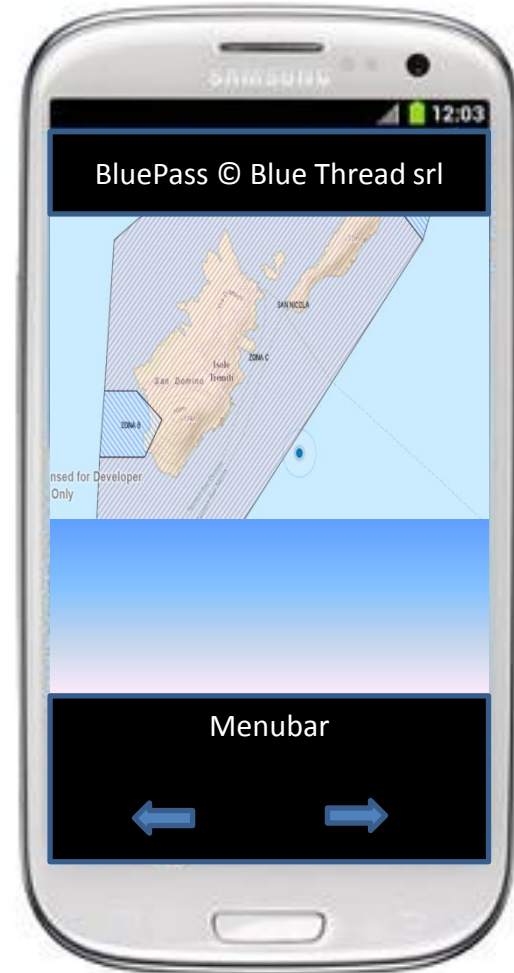 SAMSUNG
12:03
BluePass © Blue Thread srl
SAN NICOLA
ZONA C
Isole
San Domino Tremiti
ZONA B
nsed for Developer
Only
Menubar